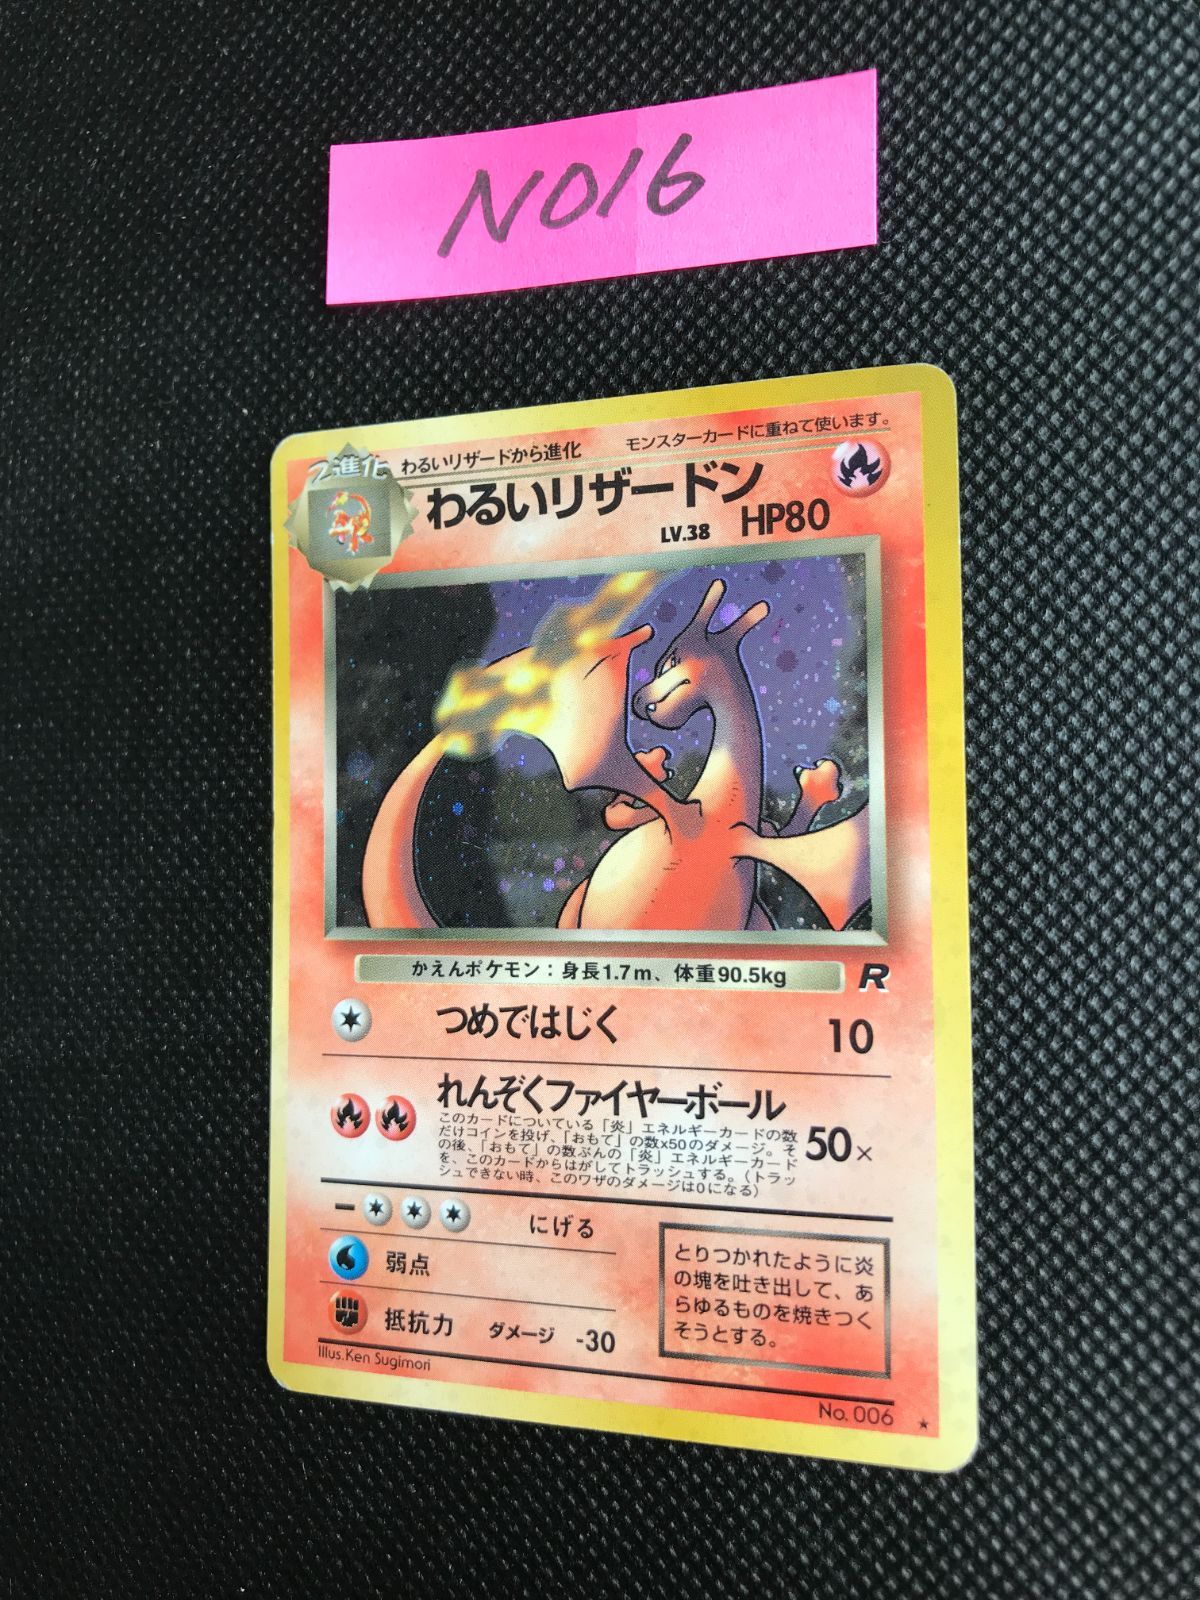 NO16
2進化
わるいリザードから進化
モンスターカードに重ねて使います。
わるいリザードン
LV.38 HP80
かえんポケモン：身長1.7m、体重90.5kg
R
つめではじく 10
れんぞくファイヤーボール
このカードについている「炎」エネルギーカードの数
だけコインを投げ、「おもて」の数x50のダメージ。そ
の後、「おもて」の数ぶんの「炎」エネルギーカード
を、このカードからはがしてトラッシュする。(トラッ
シュできない時、このワザのダメージは0になる)
50×
にげる
弱点
抵抗力 ダメージ -30
とりつかれたように炎
の塊を吐き出して、あ
らゆるものを焼きつく
そうとする。
Illus.Ken Sugimori
No.006 ★